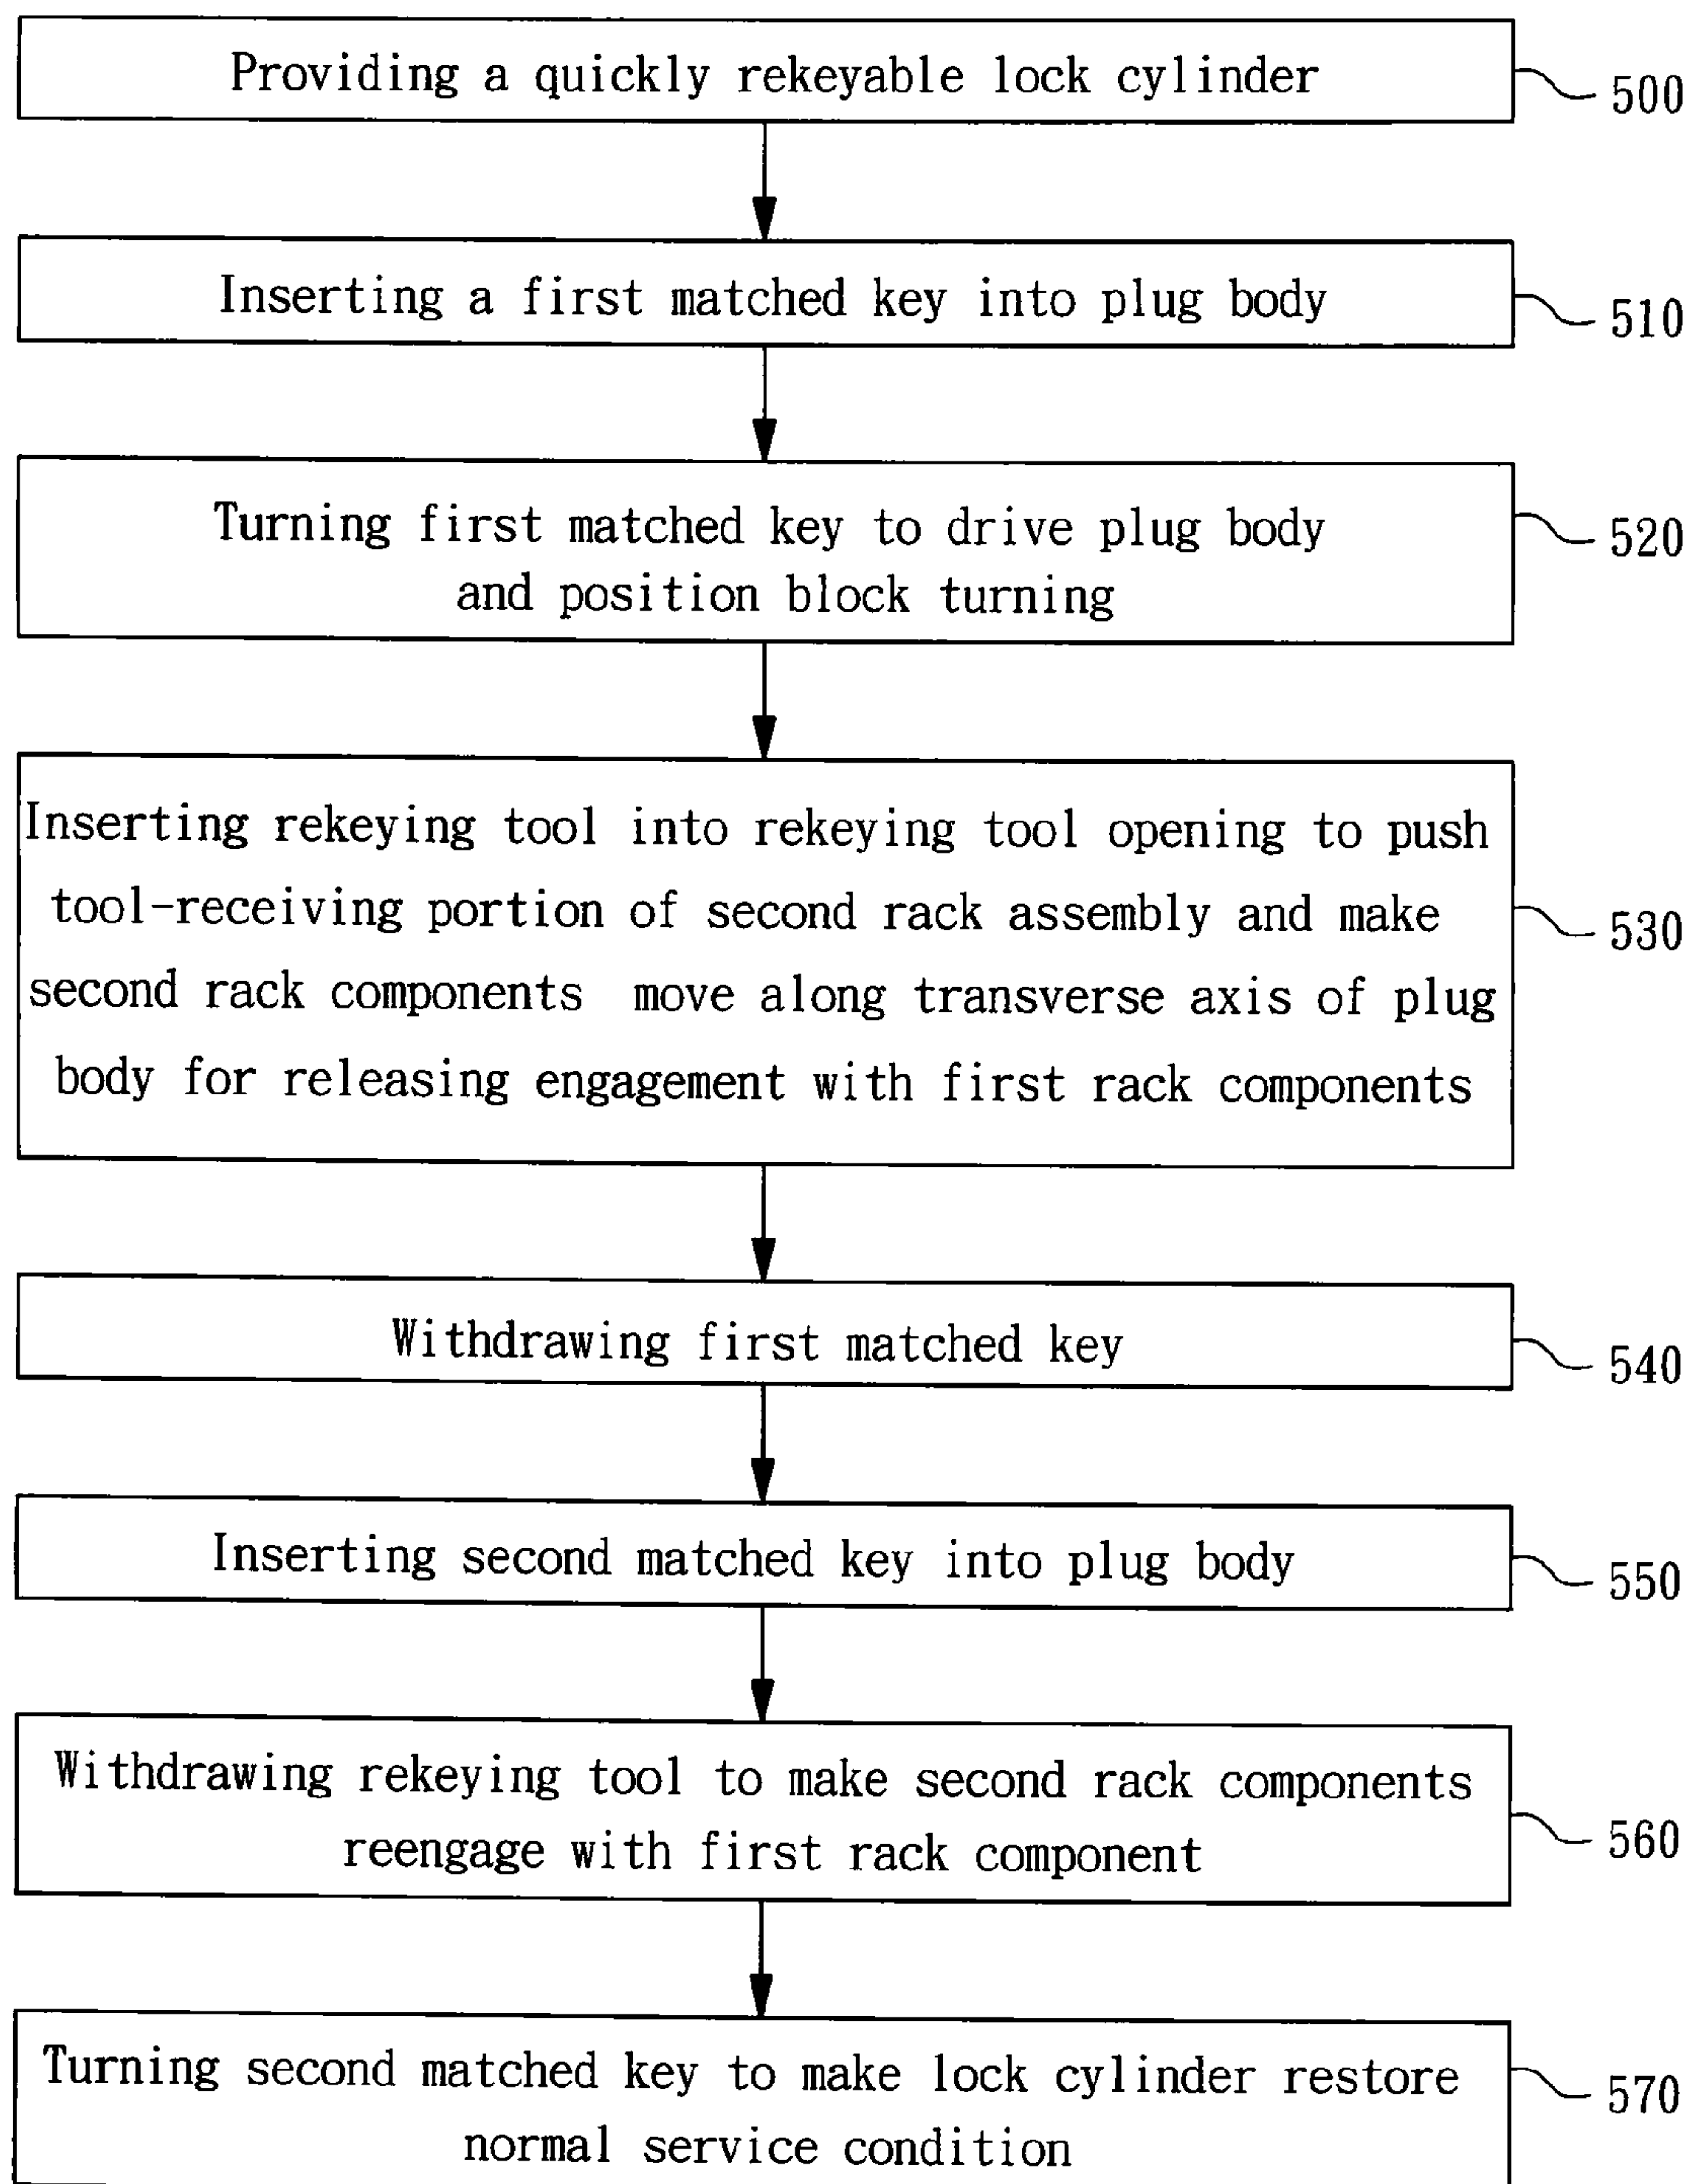 Providing a quickly rekeyable lock cylinder
500
Inserting a first matched key into plug body
510
Turning first matched key to drive plug body
and position block turning
520
Inserting rekeying tool into rekeying tool opening to push
tool-receiving portion of second rack assembly and make
second rack components move along transverse axis of plug
body for releasing engagement with first rack components
530
Withdrawing first matched key
540
Inserting second matched key into plug body
550
Withdrawing rekeying tool to make second rack components
reengage with first rack component
560
Turning second matched key to make lock cylinder restore
normal service condition
570